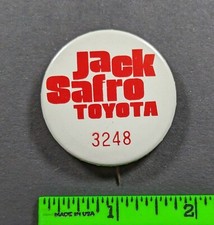 Jack
Safro
TOYOTA
3248
MADE IN USA
1 2